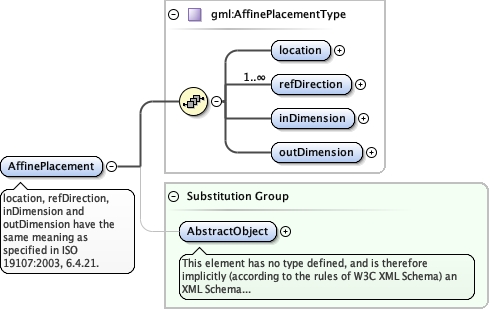 gml:AffinePlacementType
location
1..∞
refDirection
inDimension
outDimension
AffinePlacement
location, refDirection,
inDimension and
outDimension have the
same meaning as
specified in ISO
19107:2003, 6.4.21.
Substitution Group
AbstractObject
This element has no type defined, and is therefore
implicitly (according to the rules of W3C XML Schema) an
XML Schema...